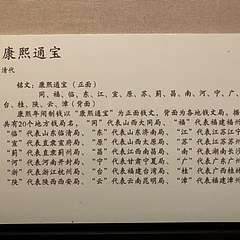 康熙通宝
清代
铭文：康熙通宝（正面）
同、福、临、东、江、宣、原、苏、蓟、昌、南、河、宁、广、
台、桂、陕、云、漳（背面）
康熙年间制钱以“康熙通宝”为正面钱文，背面为各地钱文局。
共有20个地方钱局名，“同”代表山西大同局，“福”代表福建福州
“临”代表山东临清局，“东”代表山东济南局，“江”代表江苏江宁
“宣”代表直隶宣府局，“原”代表山西太原局，“苏”代表江苏苏州
“蓟”代表直隶蓟州局，“昌”代表江西南昌局，“南”代表湖南长沙
“河”代表河南开封局，“宁”代表甘肃宁夏局，“广”代表广东广州
“浙”代表浙江杭州局，“台”代表福建台湾局，“桂”代表广西桂林
“陕”代表陕西西安局，“云”代表云南昆明局，“漳”代表福建漳州